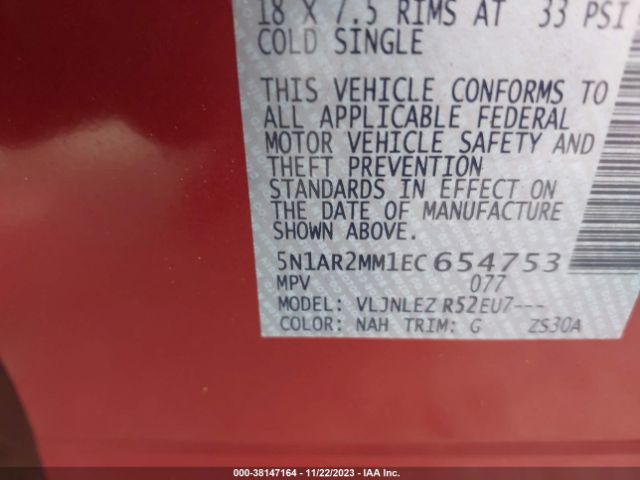 18 X 7.5 RIMS AT 33 PSI
COLD SINGLE
THIS VEHICLE CONFORMS TO
ALL APPLICABLE FEDERAL
MOTOR VEHICLE SAFETY AND
THEFT PREVENTION
STANDARDS IN EFFECT ON
THE DATE OF MANUFACTURE
SHOWN ABOVE.
5N1AR2MM1EC654753
MPV 077
MODEL: VLJNLEZ R52EU7---
COLOR: NAH TRIM: G ZS30A
000-38147164 - 11/22/2023 - IAA Inc.